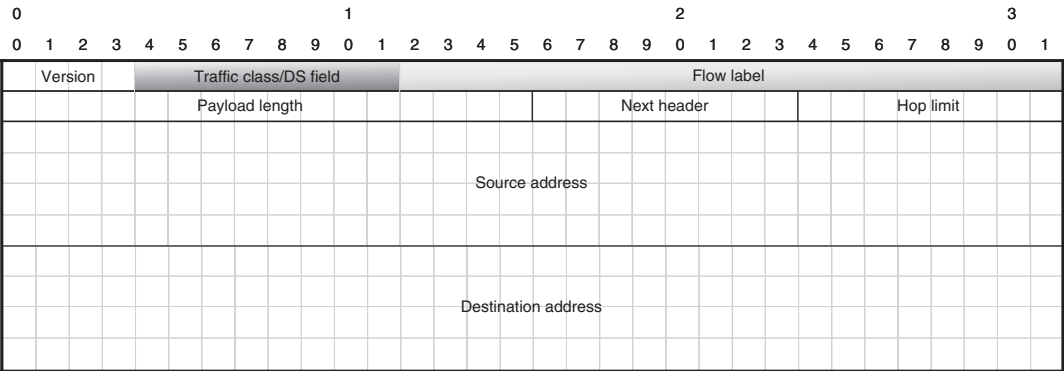 0 1 2 3
0 1 2 3 4 5 6 7 8 9 0 1 2 3 4 5 6 7 8 9 0 1 2 3 4 5 6 7 8 9 0 1
Version Traffic class/DS field Flow label
Payload length Next header Hop limit
Source address
Destination address